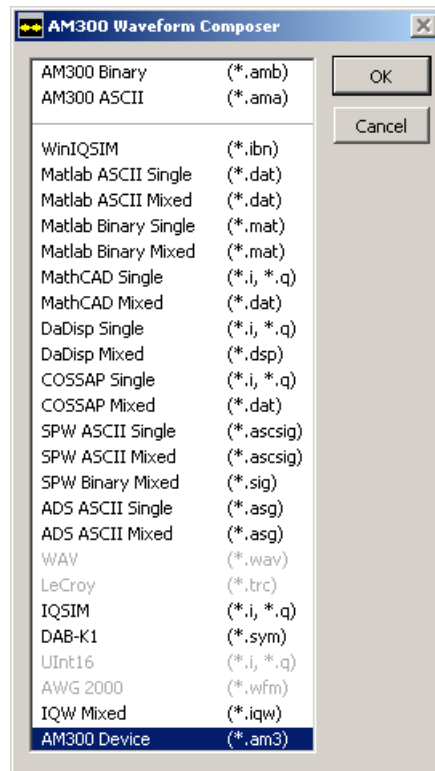 AM300 Waveform Composer
AM300 Binary (*.amb)
AM300 ASCII (*.ama)
OK
Cancel
WinIQSIM (*.ibn)
Matlab ASCII Single (*.dat)
Matlab ASCII Mixed (*.dat)
Matlab Binary Single (*.mat)
Matlab Binary Mixed (*.mat)
MathCAD Single (*.i, *.q)
MathCAD Mixed (*.dat)
DaDisp Single (*.i, *.q)
DaDisp Mixed (*.dsp)
COSSAP Single (*.i, *.q)
COSSAP Mixed (*.dat)
SPW ASCII Single (*.ascsig)
SPW ASCII Mixed (*.ascsig)
SPW Binary Mixed (*.sig)
ADS ASCII Single (*.asg)
ADS ASCII Mixed (*.asg)
WAV (*.wav)
LeCroy (*.trc)
IQSIM (*.i, *.q)
DAB-K1 (*.sym)
UInt16 (*.i, *.q)
AWG 2000 (*.wfm)
IQW Mixed (*.iqw)
AM300 Device (*.am3)